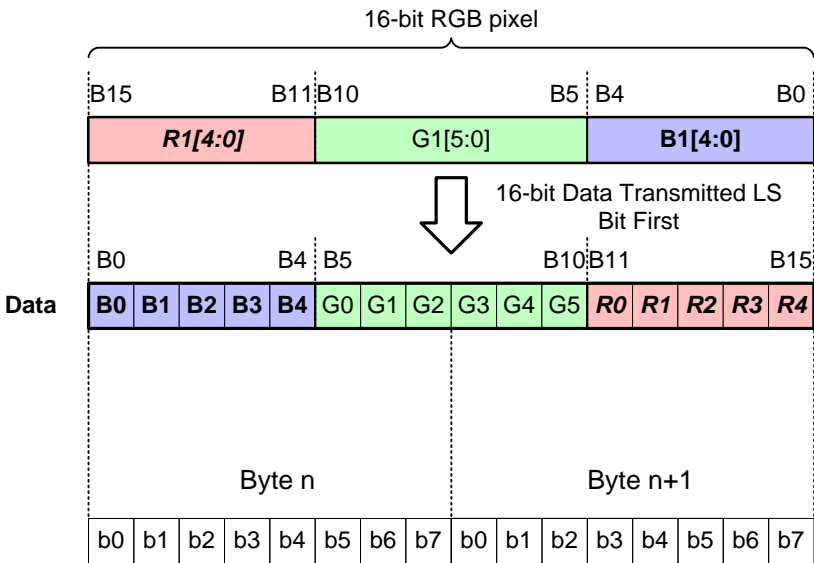 16-bit RGB pixel
B15 B11 B10 B5 B4 B0
R1[4:0] G1[5:0] B1[4:0]
16-bit Data Transmitted LS
Bit First
B0 B4 B5 B10 B11 B15
Data B0 B1 B2 B3 B4 G0 G1 G2 G3 G4 G5 R0 R1 R2 R3 R4
Byte n Byte n+1
b0 b1 b2 b3 b4 b5 b6 b7 b0 b1 b2 b3 b4 b5 b6 b7